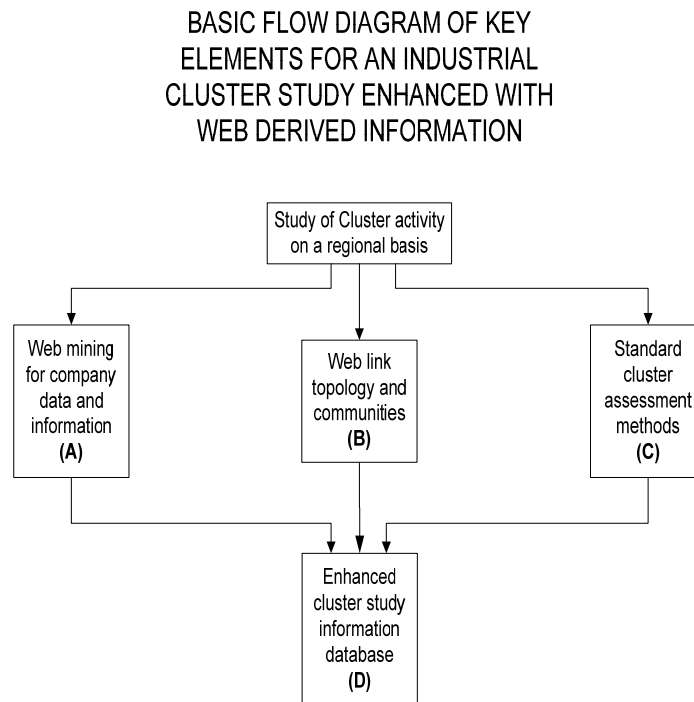 BASIC FLOW DIAGRAM OF KEY
ELEMENTS FOR AN INDUSTRIAL
CLUSTER STUDY ENHANCED WITH
WEB DERIVED INFORMATION
Study of Cluster activity
on a regional basis
Web mining
for company
data and
information
(A)
Web link
topology and
communities
(B)
Standard
cluster
assessment
methods
(C)
Enhanced
cluster study
information
database
(D)